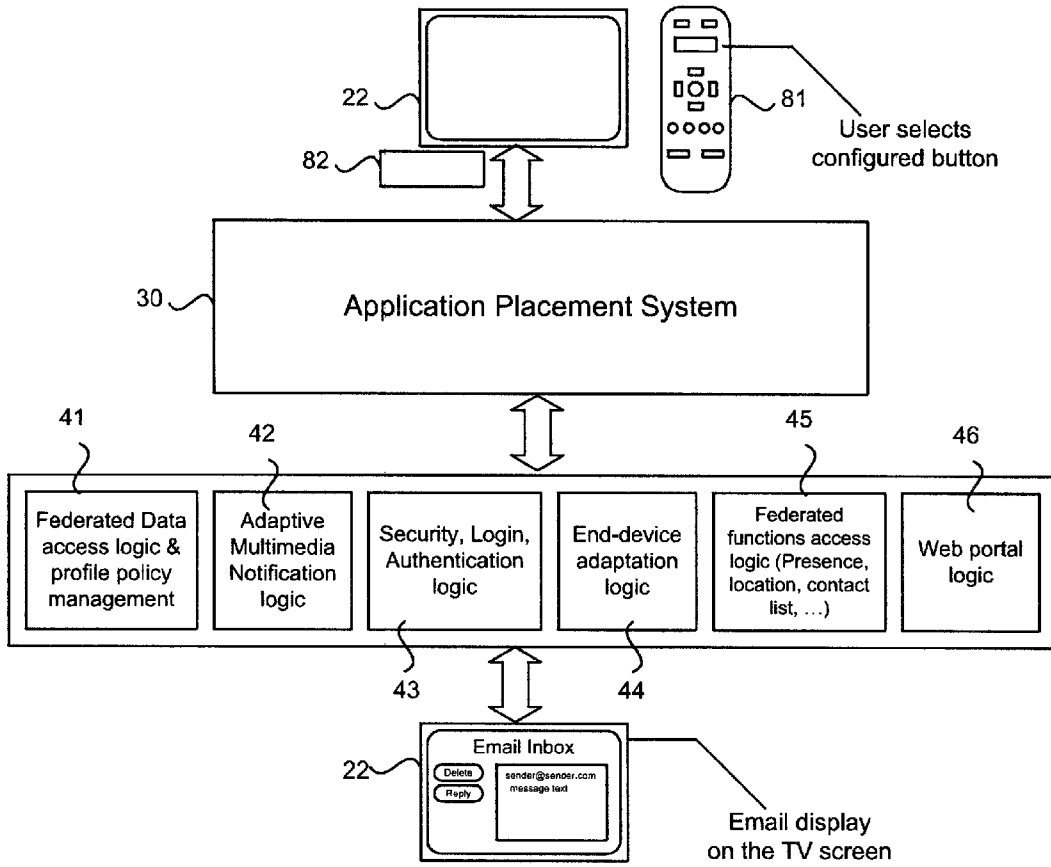 22
82
81
User selects
configured button
30
Application Placement System
41
42
45
46
Federated Data
access logic &
profile policy
management
Adaptive
Multimedia
Notification
logic
Security, Login,
Authentication
logic
End-device
adaptation
logic
Federated
functions access
logic (Presence,
location, contact
list, ...)
Web portal
logic
43
44
22
Email Inbox
Delete
Reply
sender@sender.com
message text
Email display
on the TV screen